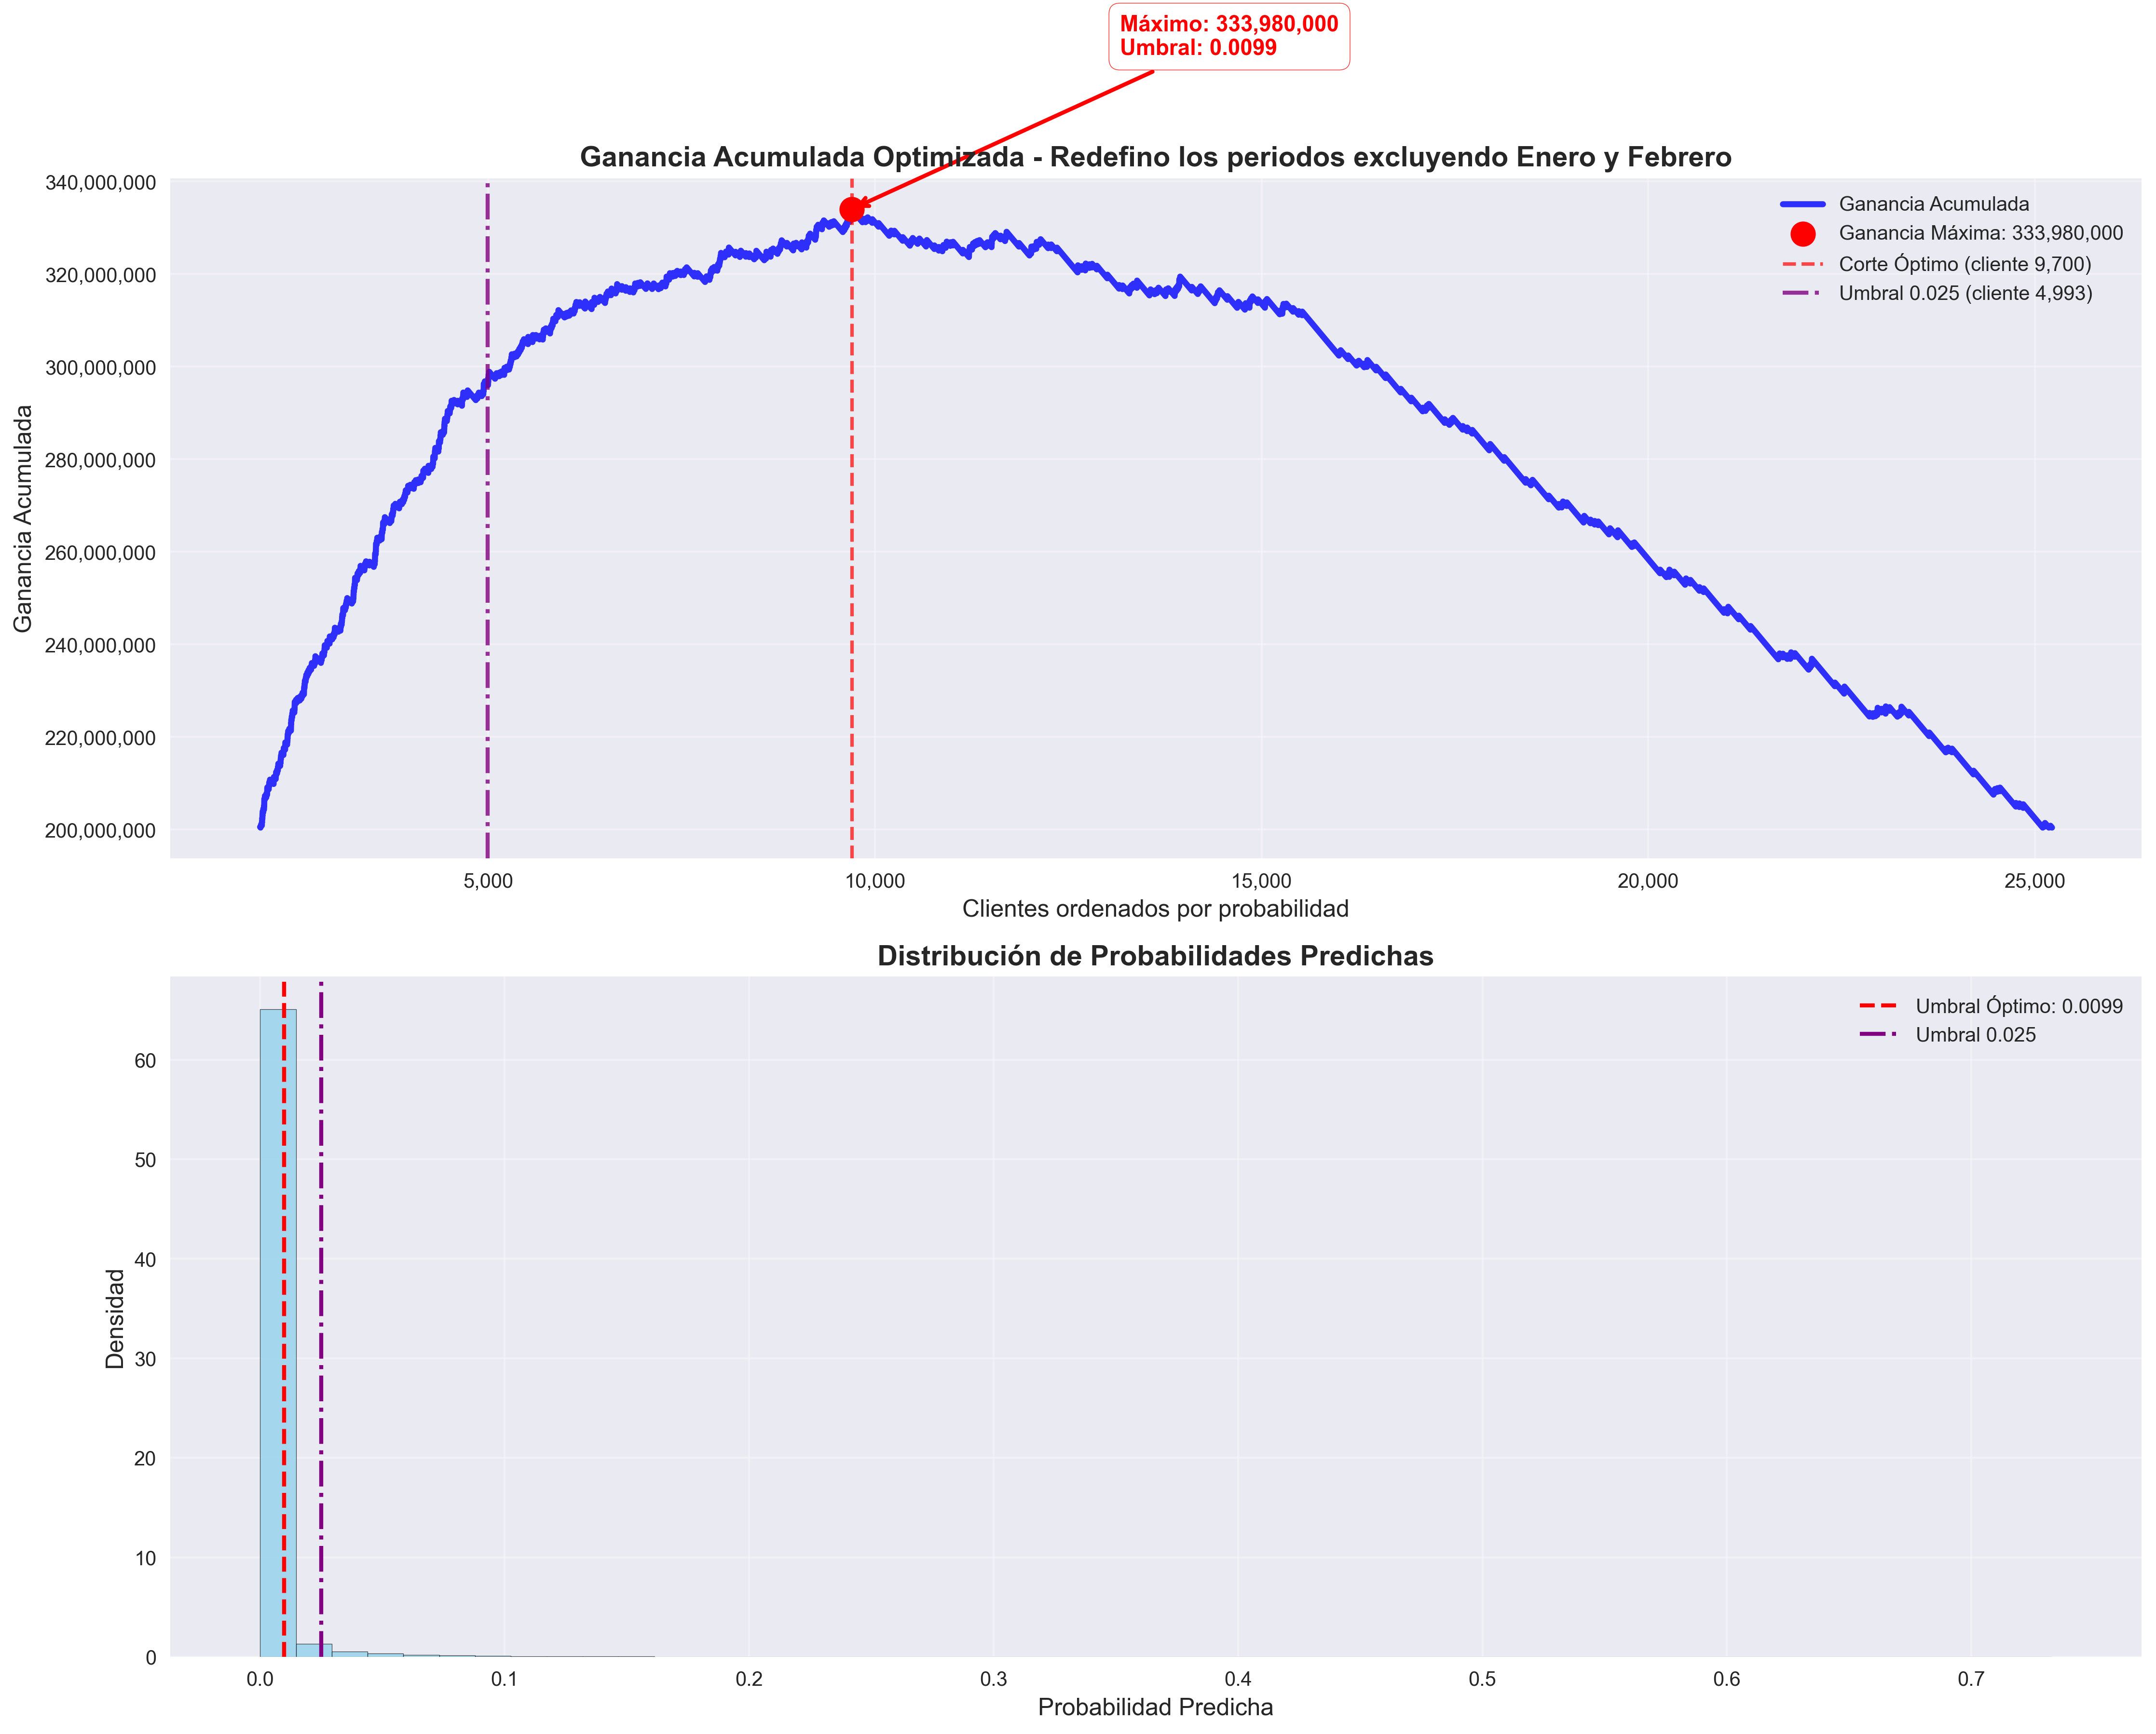 Máximo: 333,980,000
Umbral: 0.0099
Ganancia Acumulada Optimizada - Redefino los periodos excluyendo Enero y Febrero
340,000,000
320,000,000
300,000,000
280,000,000
260,000,000
240,000,000
220,000,000
200,000,000
Ganancia Acumulada
Ganancia Acumulada
Ganancia Máxima: 333,980,000
Corte Óptimo (cliente 9,700)
Umbral 0.025 (cliente 4,993)
5,000
10,000
15,000
20,000
25,000
Clientes ordenados por probabilidad
Distribución de Probabilidades Predichas
60
50
40
30
20
10
0
Densidad
Umbral Óptimo: 0.0099
Umbral 0.025
0.0
0.1
0.2
0.3
0.4
0.5
0.6
0.7
Probabilidad Predicha